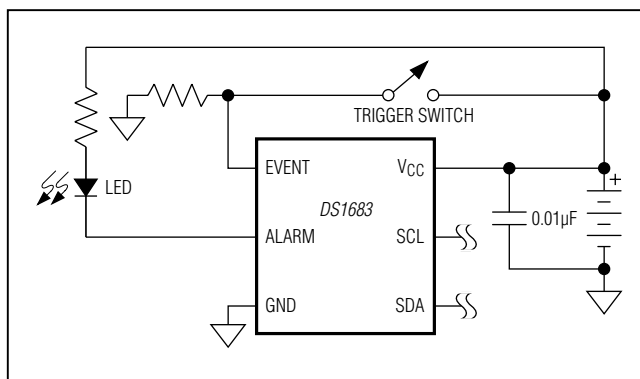 TRIGGER SWITCH
EVENT
VCC
LED
DS1683
0.01µF
+
ALARM
SCL
GND
SDA